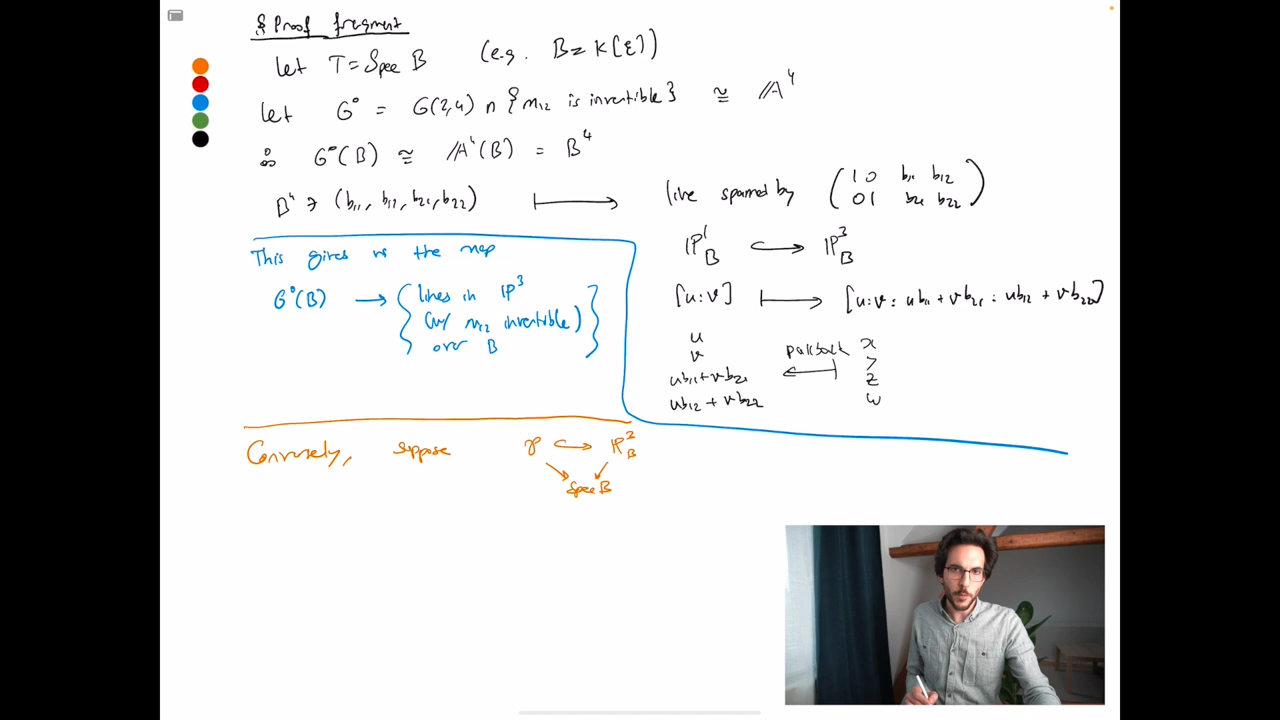 § Proof fragment
let T = Spec B (e.g. B = K[ε])
let G° = G(2,4) ∩ {m₁₂ is invertible} ≅ 𝔸⁴
∴ G°(B) ≅ 𝔸⁴(B) = B⁴
B⁴ ∋ (b₁₁, b₁₂, b₂₁, b₂₂) ⟼ line spanned by (1 0 b₁₁ b₁₂
0 1 b₂₁ b₂₂)
ℙ¹_B ↪ ℙ³_B
[u:v] ⟼ [u:v : ub₁₁ + vb₂₁ : ub₁₂ + vb₂₂]
u x
v pullback y
ub₁₁ + vb₂₁ ⟻ z
ub₁₂ + vb₂₂ w
This gives us the map
G°(B) → {lines in ℙ³
(w/ m₁₂ invertible)
over B}
Conversely, suppose 𝒴 ↪ ℙ³_B
Spec B